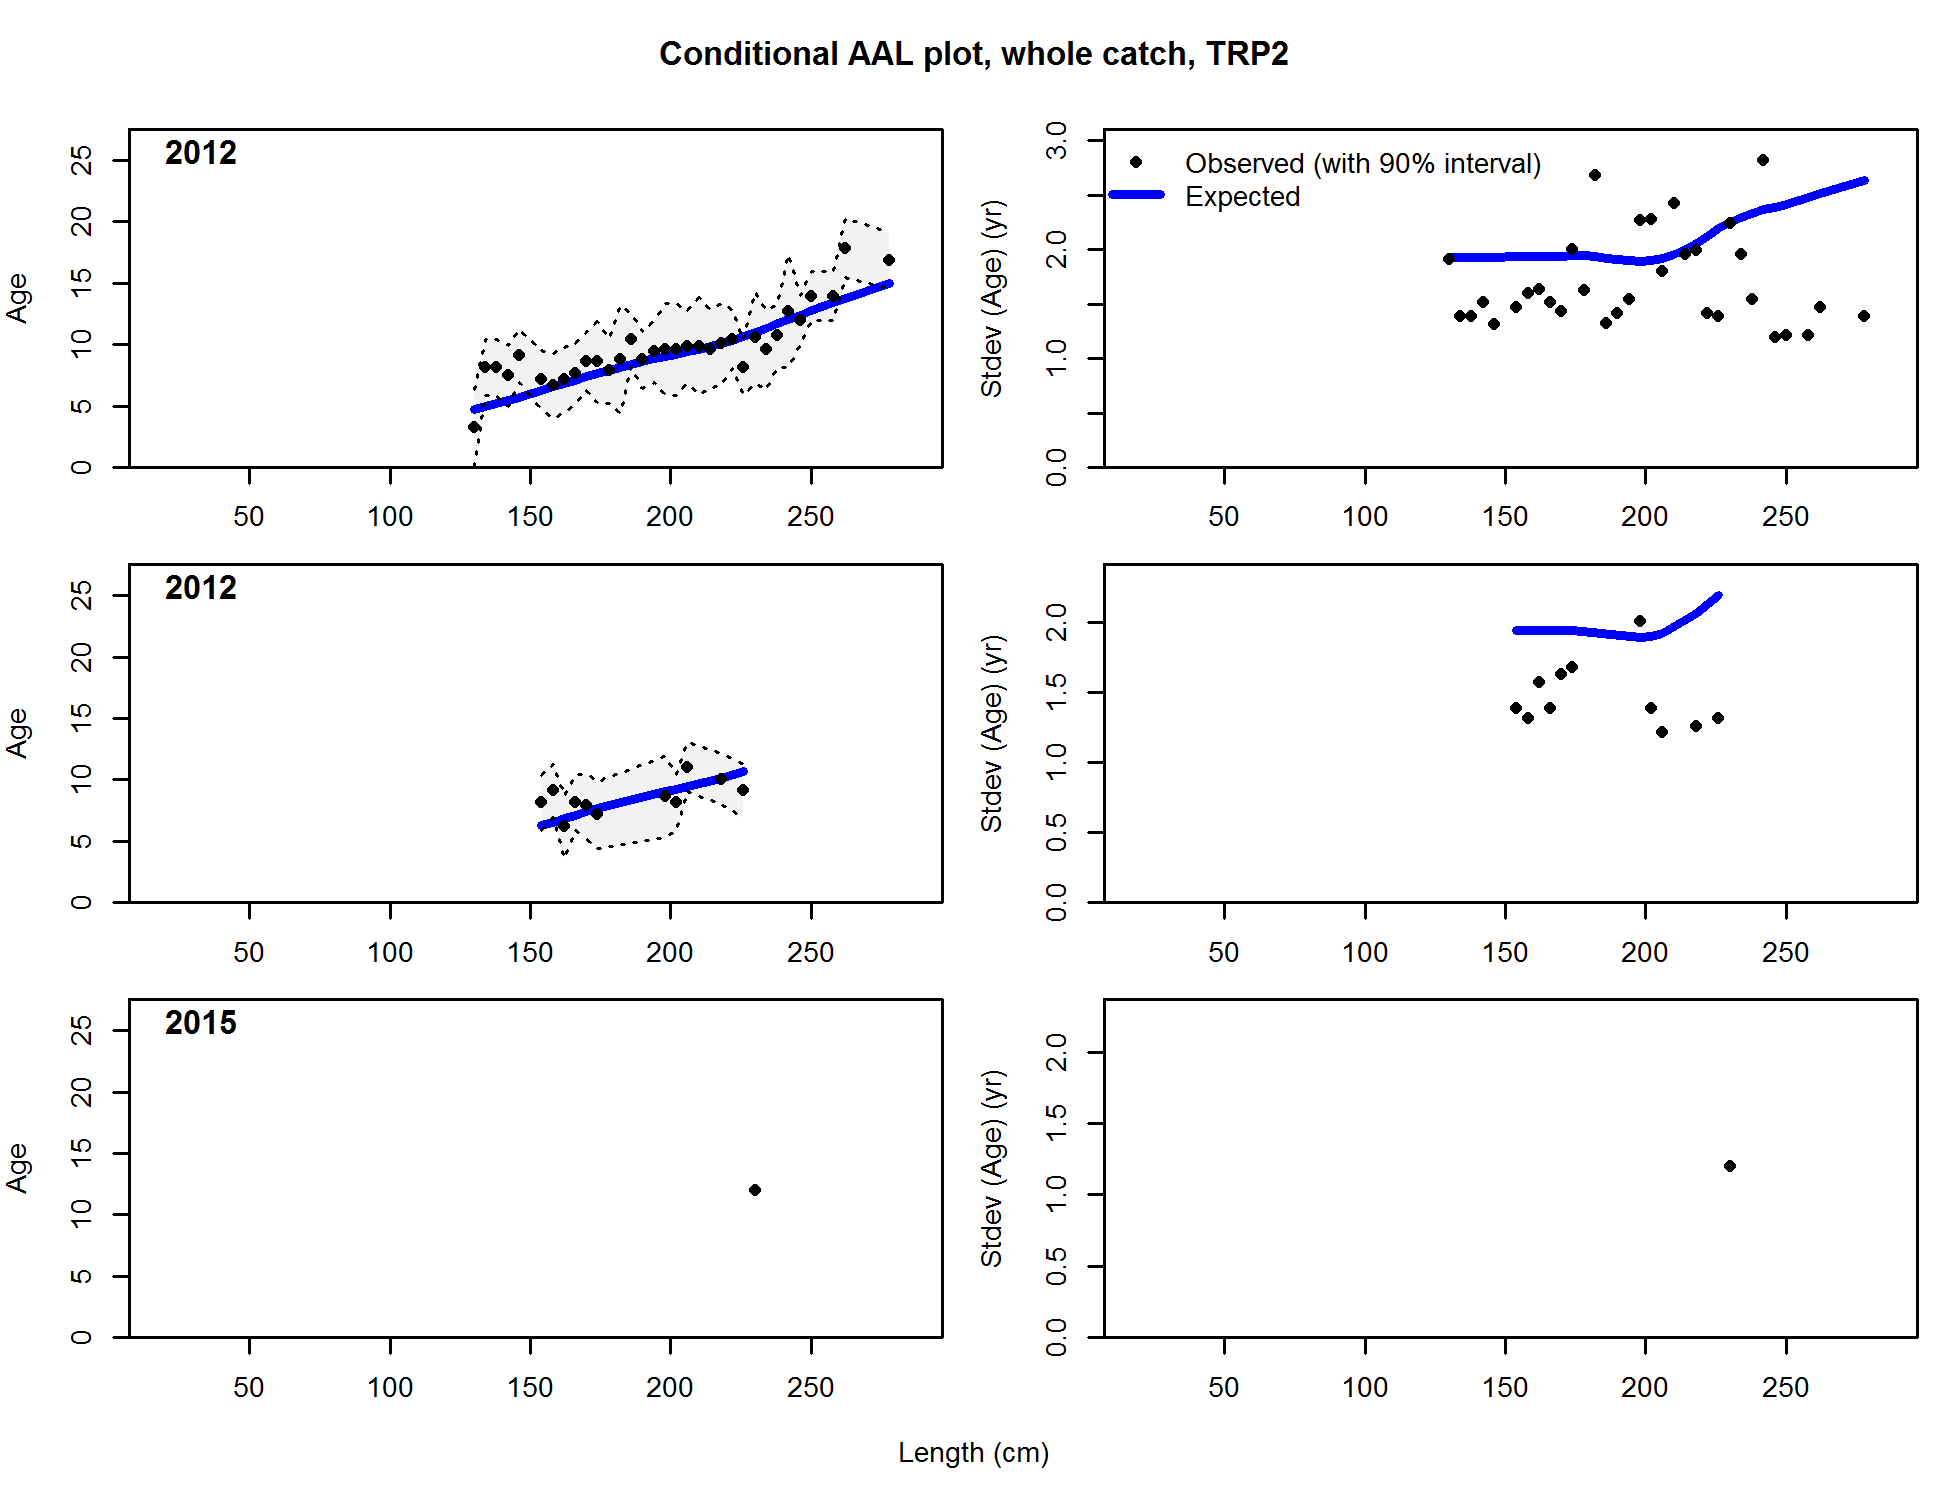 Conditional AAL plot, whole catch, TRP2
2012
Age
0 5 10 15 20 25
50 100 150 200 250
Observed (with 90% interval)
Expected
Stdev (Age) (yr)
0.0 1.0 2.0 3.0
50 100 150 200 250
2012
Age
0 5 10 15 20 25
50 100 150 200 250
Stdev (Age) (yr)
0.0 0.5 1.0 1.5 2.0
50 100 150 200 250
2015
Age
0 5 10 15 20 25
50 100 150 200 250
Stdev (Age) (yr)
0.0 0.5 1.0 1.5 2.0
50 100 150 200 250
Length (cm)